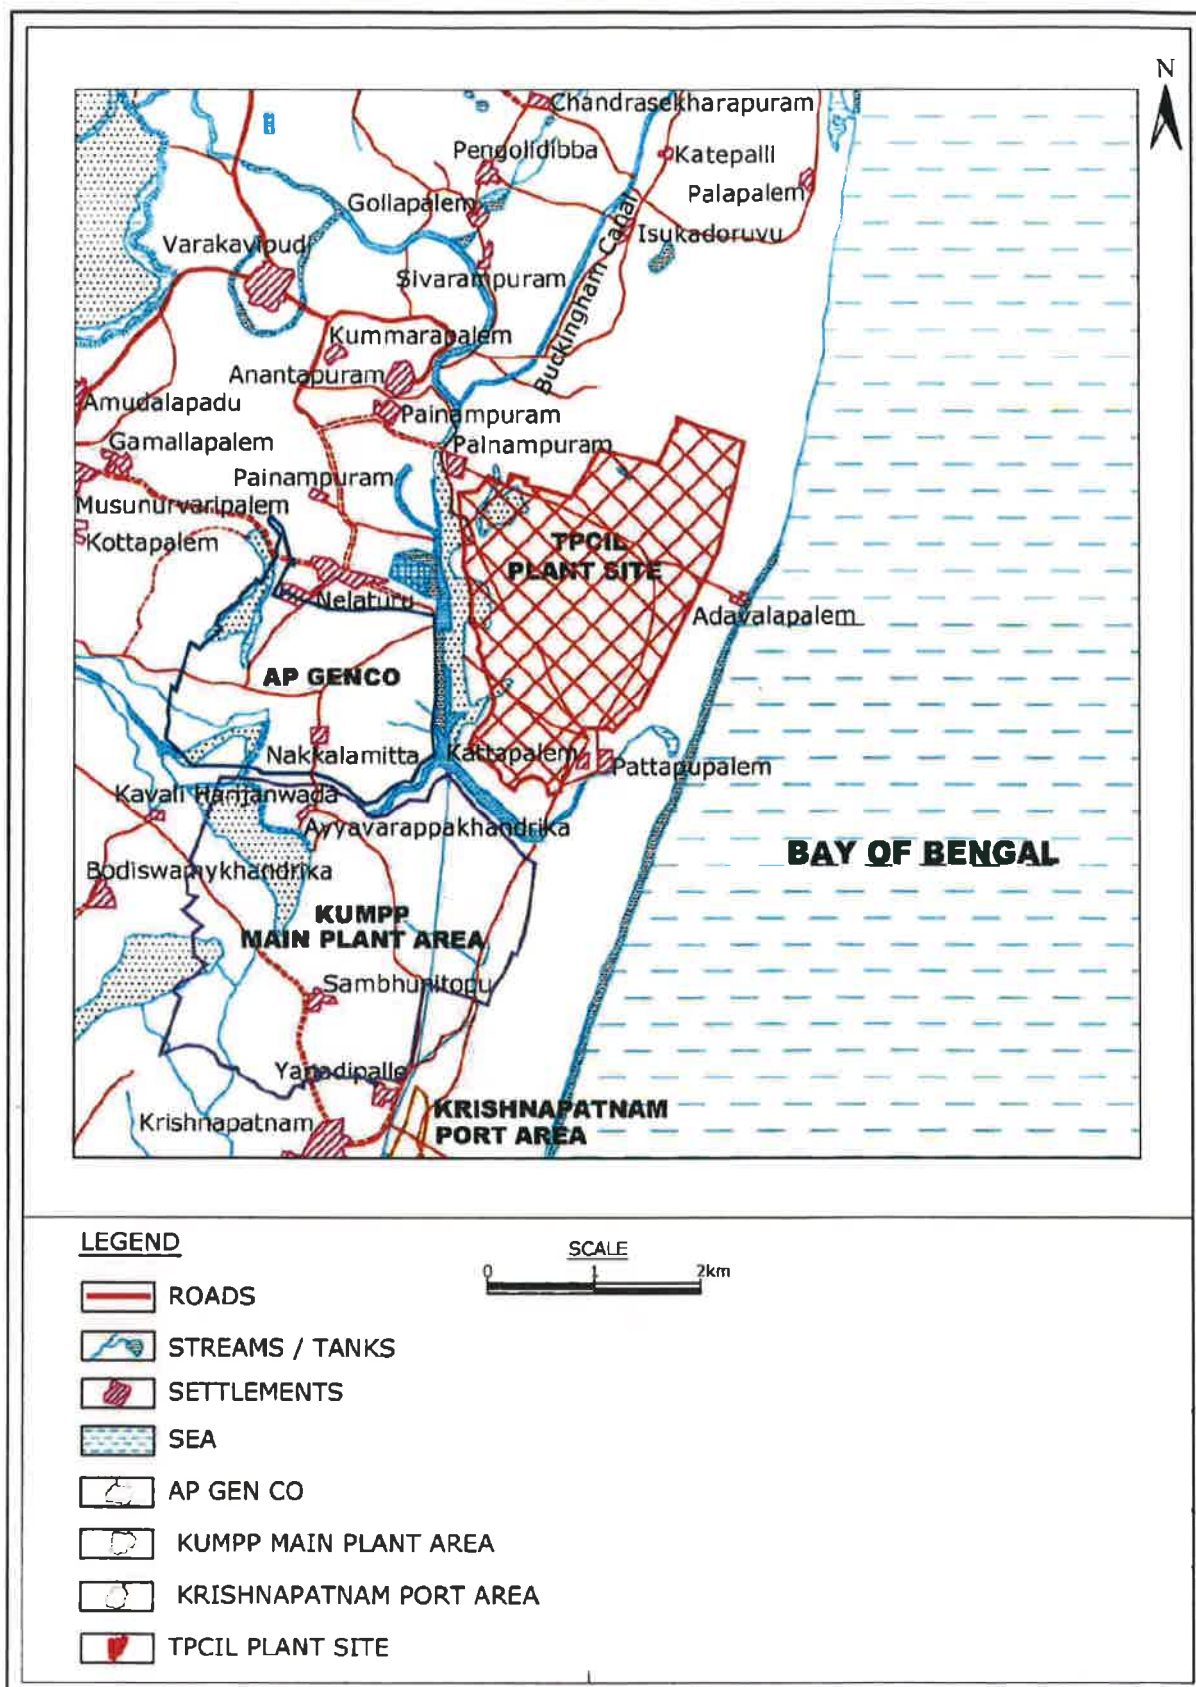 N
Chandrasekharapuram
Pengolidibba
Katepalli
Palapalem
Gollapalem
Isukadoruvu
Varakavipudi
Sivarampuram
Buckingham Canal
Kummarapalem
Anantapuram
Amudalapadu
Painampuram
Gamallapalem
Painampuram
Painampuram
Musunurvaripalem
Kottapalem
TPCIL
PLANT SITE
Nelaturu
Adavalapalem
AP GENCO
Nakkalamitta
Kattapalem
Pattapupalem
Kavali Harijanwada
Ayyavarappakhandrika
BAY OF BENGAL
Bodiswamykhandrika
KUMPP
MAIN PLANT AREA
Sambhunitopu
Yanadipalle
KRISHNAPATNAM
PORT AREA
Krishnapatnam
LEGEND
SCALE
0 1 2km
ROADS
STREAMS / TANKS
SETTLEMENTS
SEA
AP GEN CO
KUMPP MAIN PLANT AREA
KRISHNAPATNAM PORT AREA
TPCIL PLANT SITE